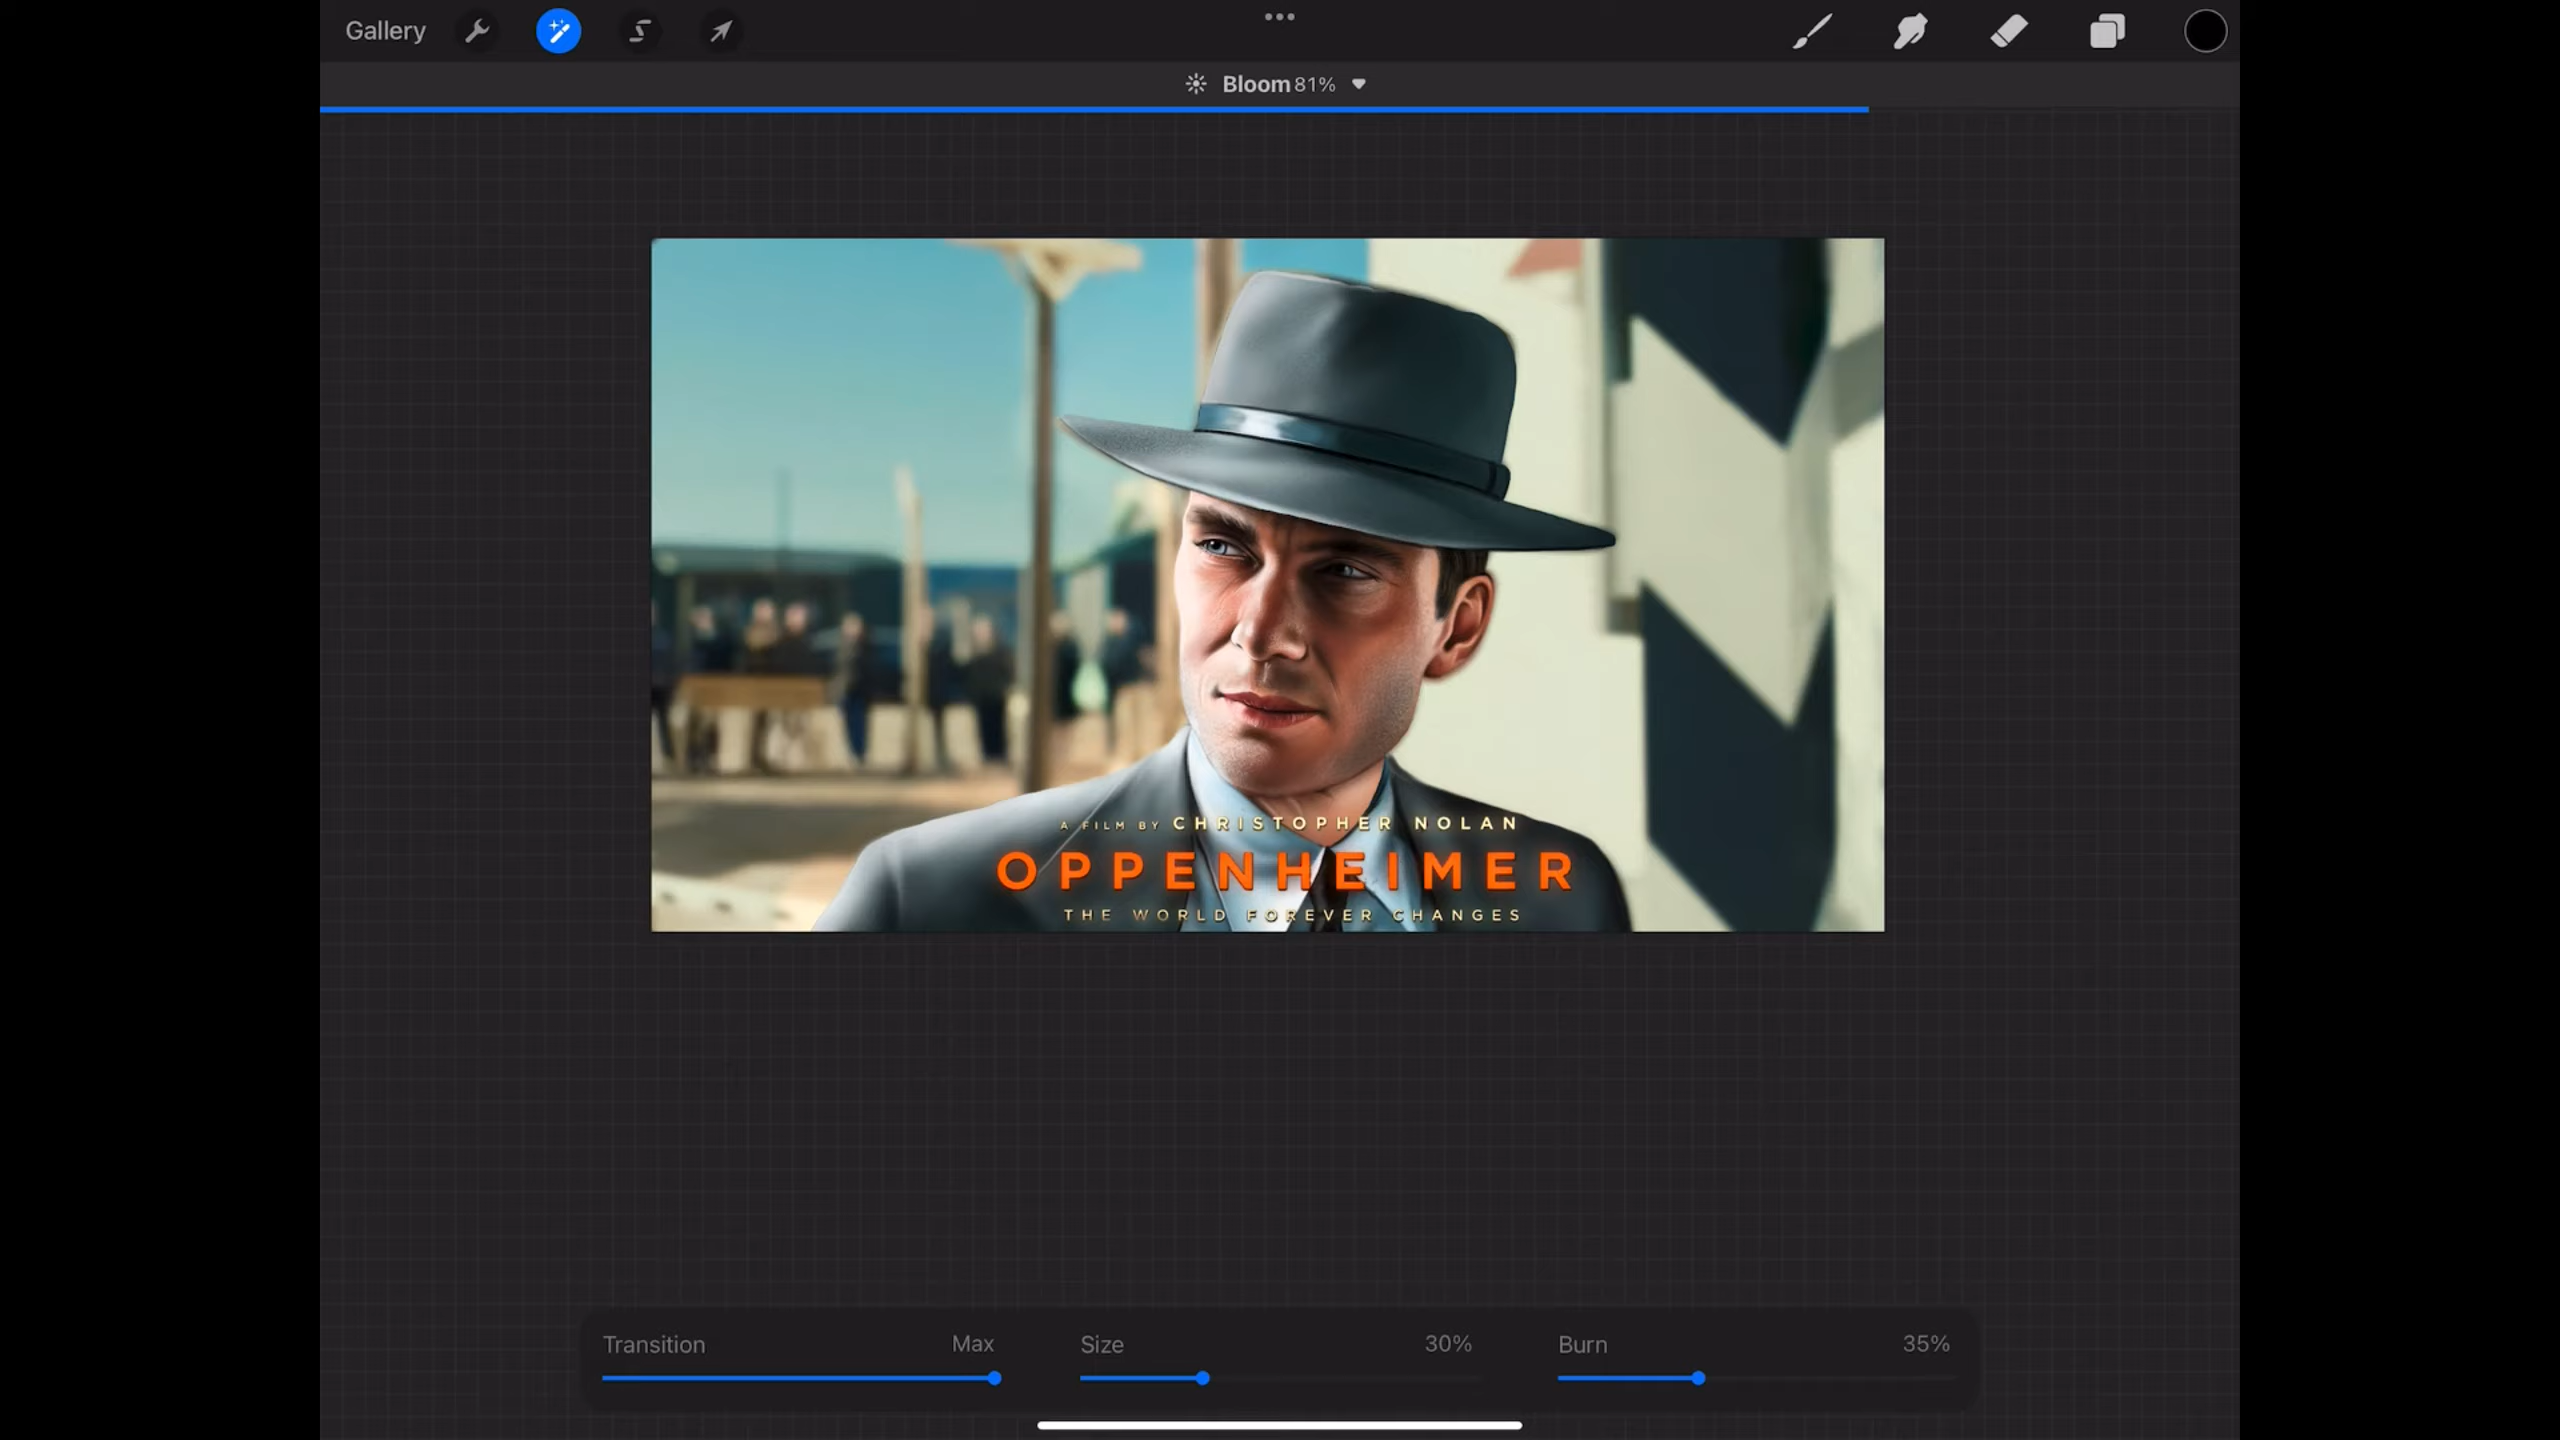 Gallery
Bloom 81%
A FILM BY CHRISTOPHER NOLAN
OPPENHEIMER
THE WORLD FOREVER CHANGES
Transition Max Size 30% Burn 35%